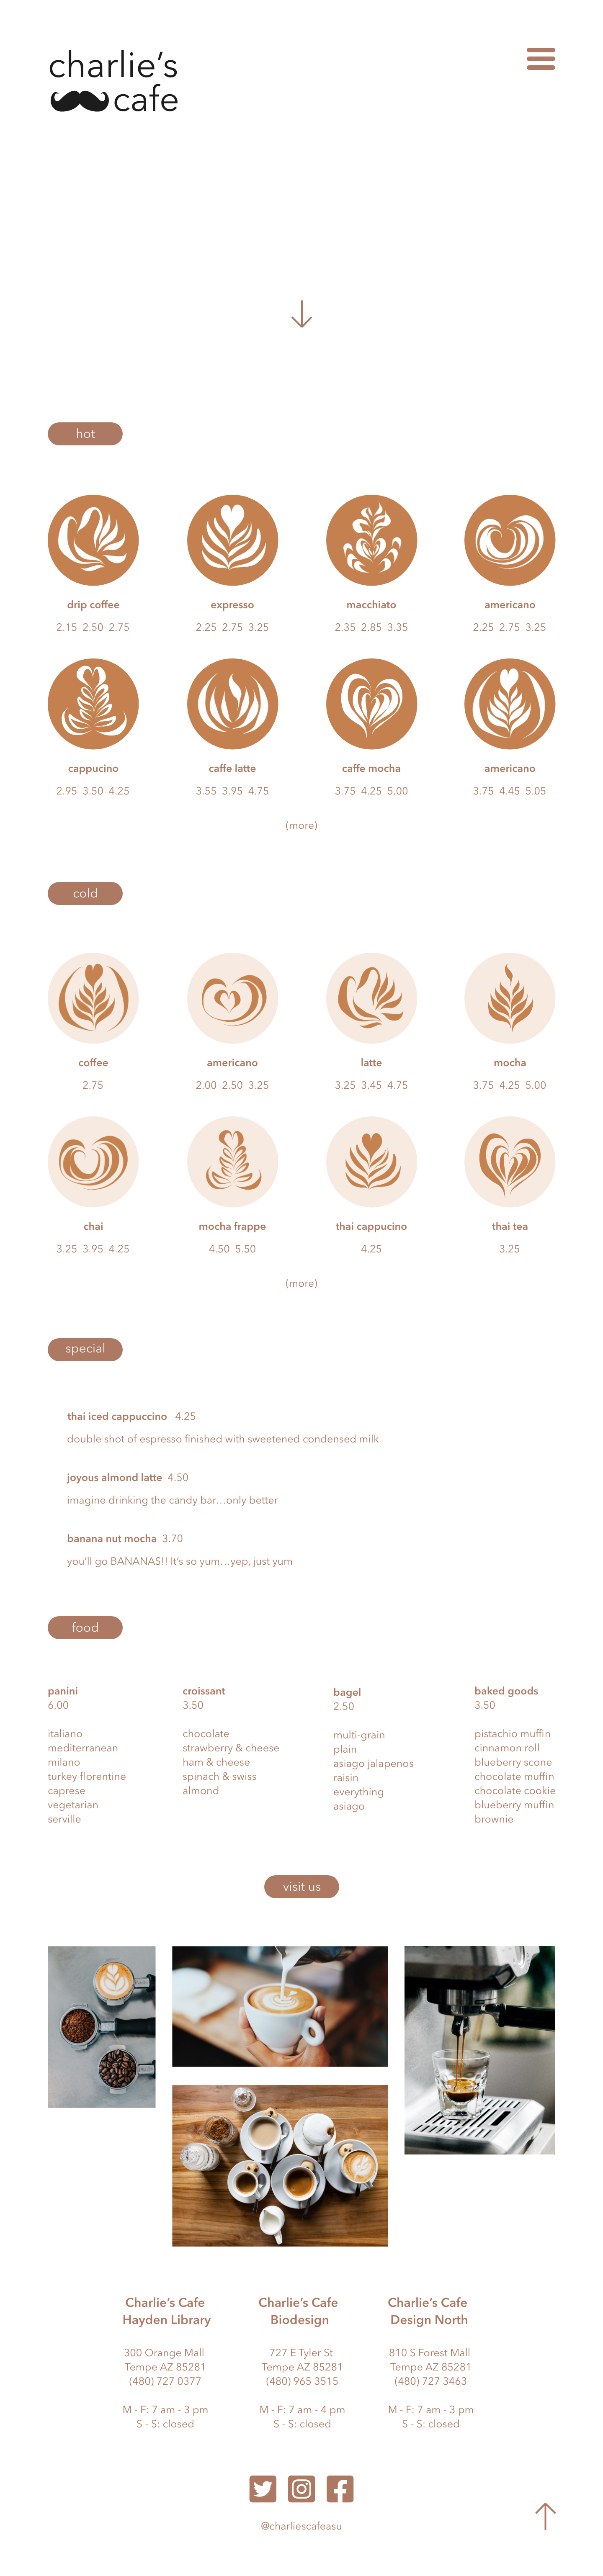 charlie’s
cafe
hot
drip coffee
2.15 2.50 2.75
expresso
2.25 2.75 3.25
macchiato
2.35 2.85 3.35
americano
2.25 2.75 3.25
cappucino
2.95 3.50 4.25
caffe latte
3.55 3.95 4.75
caffe mocha
3.75 4.25 5.00
americano
3.75 4.45 5.05
(more)
cold
coffee
2.75
americano
2.00 2.50 3.25
latte
3.25 3.45 4.75
mocha
3.75 4.25 5.00
chai
3.25 3.95 4.25
mocha frappe
4.50 5.50
thai cappucino
4.25
thai tea
3.25
(more)
special
thai iced cappuccino 4.25
double shot of espresso finished with sweetened condensed milk
joyous almond latte 4.50
imagine drinking the candy bar…only better
banana nut mocha 3.70
you’ll go BANANAS!! It’s so yum…yep, just yum
food
panini
6.00
italiano
mediterranean
milano
turkey florentine
caprese
vegetarian
serville
croissant
3.50
chocolate
strawberry & cheese
ham & cheese
spinach & swiss
almond
bagel
2.50
multi-grain
plain
asiago jalapenos
raisin
everything
asiago
baked goods
3.50
pistachio muffin
cinnamon roll
blueberry scone
chocolate muffin
chocolate cookie
blueberry muffin
brownie
visit us
Charlie’s Cafe
Hayden Library
300 Orange Mall
Tempe AZ 85281
(480) 727 0377
M - F: 7 am - 3 pm
S - S: closed
Charlie’s Cafe
Biodesign
727 E Tyler St
Tempe AZ 85281
(480) 965 3515
M - F: 7 am - 4 pm
S - S: closed
Charlie’s Cafe
Design North
810 S Forest Mall
Tempe AZ 85281
(480) 727 3463
M - F: 7 am - 3 pm
S - S: closed
@charliescafeasu